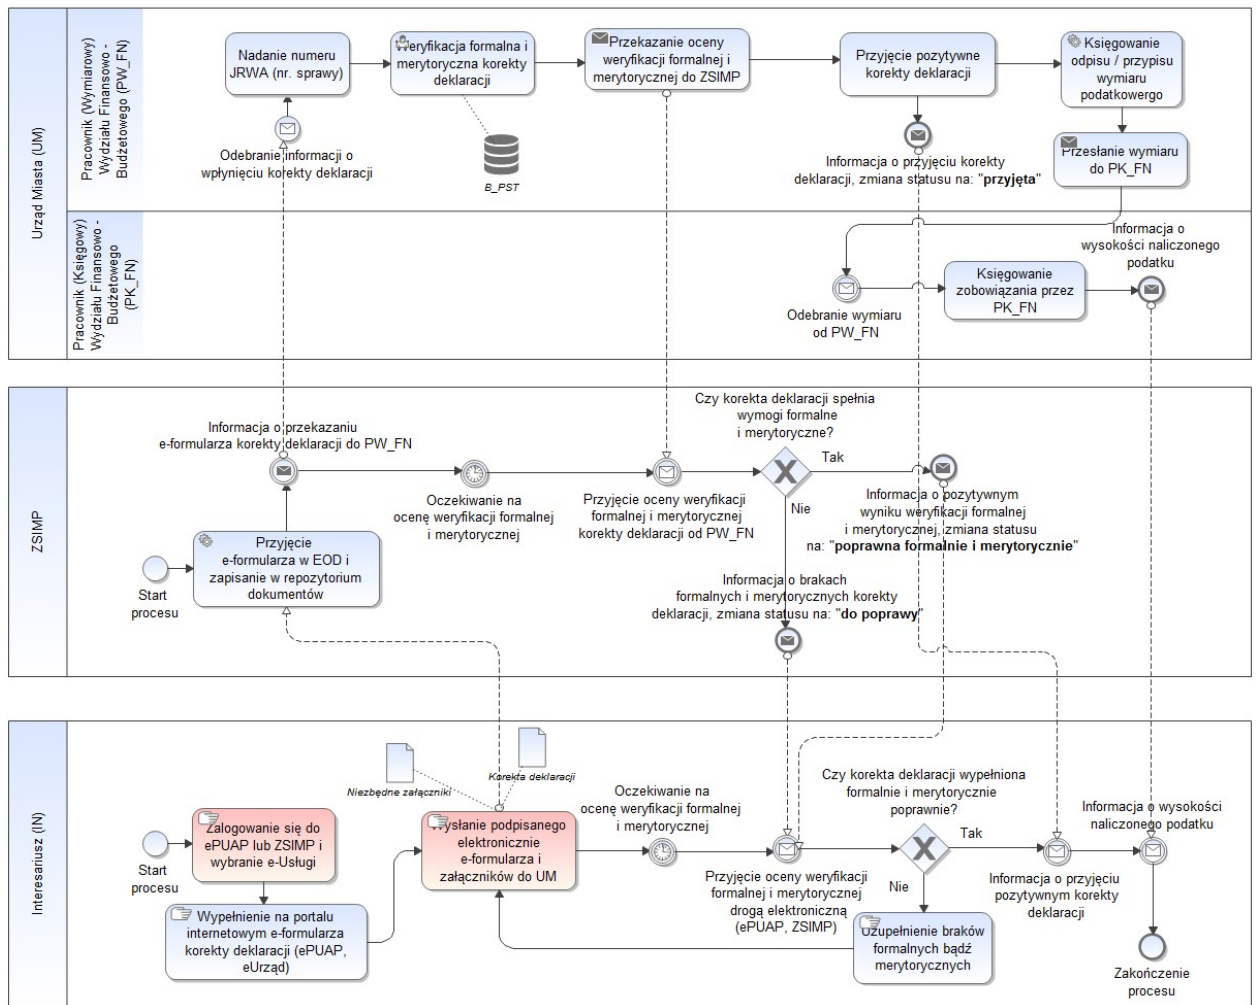 Urząd Miasta (UM)
Pracownik (Wymiarowy)
Wydziału Finansowo -
Budżetowego (PW_FN)
Nadanie numeru
JRWA (nr. sprawy)
Weryfikacja formalna i
merytoryczna korekty
deklaracji
Przekazanie oceny
weryfikacji formalnej i
merytorycznej do ZSIMP
Przyjęcie pozytywne
korekty deklaracji
Księgowanie
odpisu / przypisu
wymiaru
podatkowergo
Odebranie informacji o
wpłynięciu korekty deklaracji
B_PST
Informacja o przyjęciu korekty
deklaracji, zmiana statusu na: "przyjęta"
Przesłanie wymiaru
do PK_FN
Pracownik (Księgowy)
Wydziału Finansowo -
Budżetowego
(PK_FN)
Odebranie wymiaru
od PW_FN
Księgowanie
zobowiązania przez
PK_FN
Informacja o
wysokości naliczonego
podatku
ZSIMP
Start
procesu
Przyjęcie
e-formularza w EOD i
zapisanie w repozytorium
dokumentów
Informacja o przekazaniu
e-formularza korekty deklaracji do PW_FN
Oczekiwanie na
ocenę weryfikacji formalnej
i merytorycznej
Przyjęcie oceny weryfikacji
formalnej i merytorycznej
korekty deklaracji od PW_FN
Czy korekta deklaracji spełnia
wymogi formalne
i merytoryczne?
Tak
Nie
Informacja o pozytywnym
wyniku weryfikacji formalnej
i merytorycznej, zmiana statusu
na: "poprawna formalnie i merytorycznie"
Informacja o brakach
formalnych i merytorycznych korekty
deklaracji, zmiana statusu na: "do poprawy"
Interesariusz (IN)
Start
procesu
Zalogowanie się do
ePUAP lub ZSIMP i
wybranie e-Usługi
Wypełnienie na portalu
internetowym e-formularza
korekty deklaracji (ePUAP,
eUrząd)
Niezbędne załączniki
Korekta deklaracji
Wysłanie podpisanego
elektronicznie
e-formularza i
załączników do UM
Oczekiwanie na
ocenę weryfikacji formalnej
i merytorycznej
Przyjęcie oceny weryfikacji
formalnej i merytorycznej
drogą elektroniczną
(ePUAP, ZSIMP)
Czy korekta deklaracji wypełniona
formalnie i merytorycznie
poprawnie?
Tak
Nie
Uzupełnienie braków
formalnych bądź
merytorycznych
Informacja o przyjęciu
pozytywnym korekty
deklaracji
Informacja o wysokości
naliczonego podatku
Zakończenie
procesu